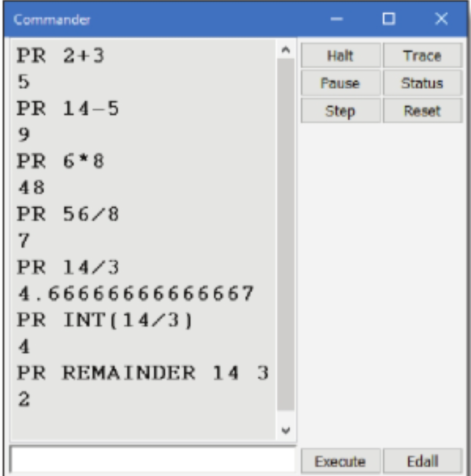 Commander
PR 2+3
5
PR 14-5
9
PR 6*8
48
PR 56/8
7
PR 14/3
4.66666666666667
PR INT(14/3)
4
PR REMAINDER 14 3
2
Halt Trace
Pause Status
Step Reset
Execute Edall